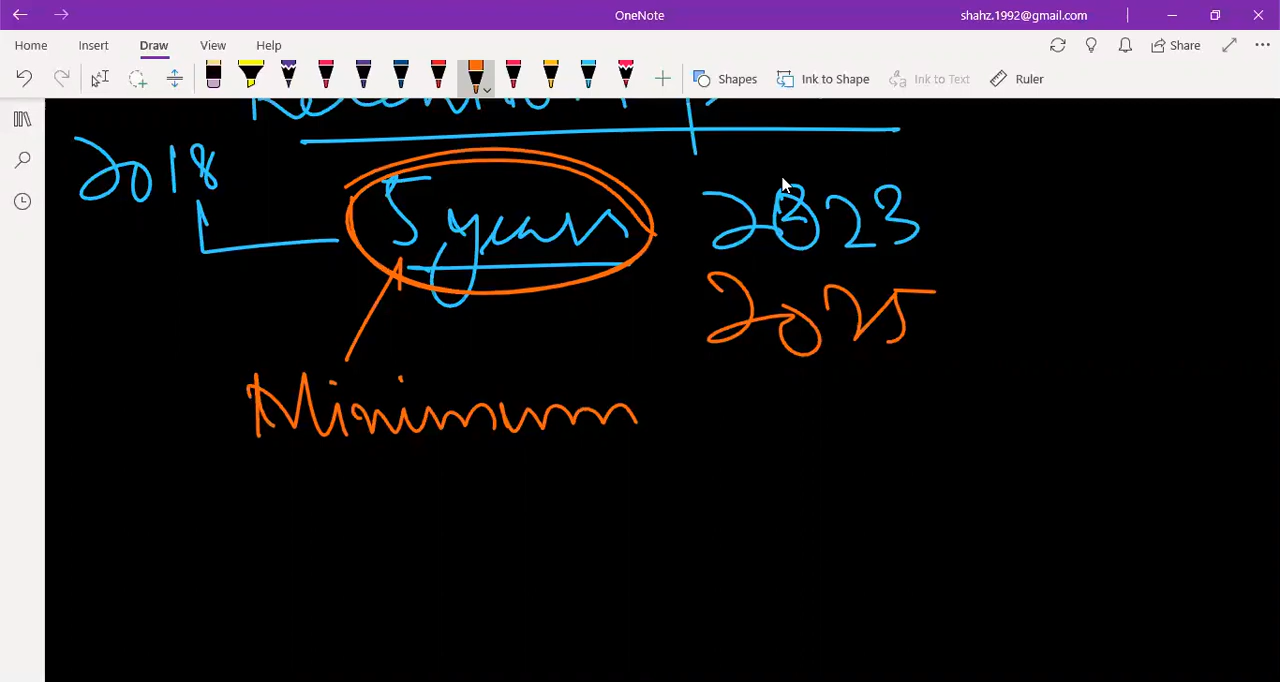 OneNote
shahz.1992@gmail.com
Home Insert Draw View Help
Share
Shapes
Ink to Shape
Ink to Text
Ruler
2018
5 years
2023
2025
Minimum